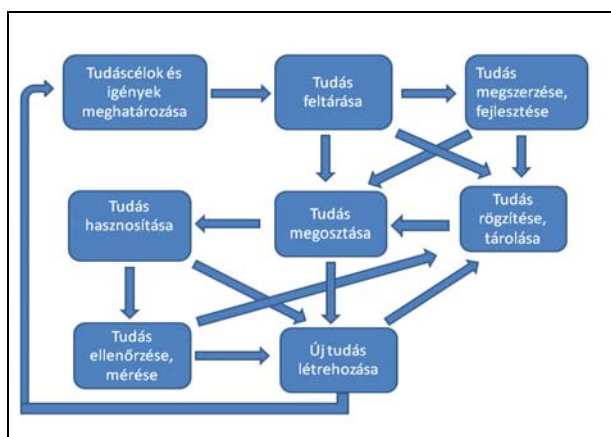 Tudáscélok és
igények
meghatározása
Tudás
feltárása
Tudás
megszerzése,
fejlesztése
Tudás
hasznosítása
Tudás
megosztása
Tudás
rögzítése,
tárolása
Tudás
ellenőrzése,
mérése
Új tudás
létrehozása